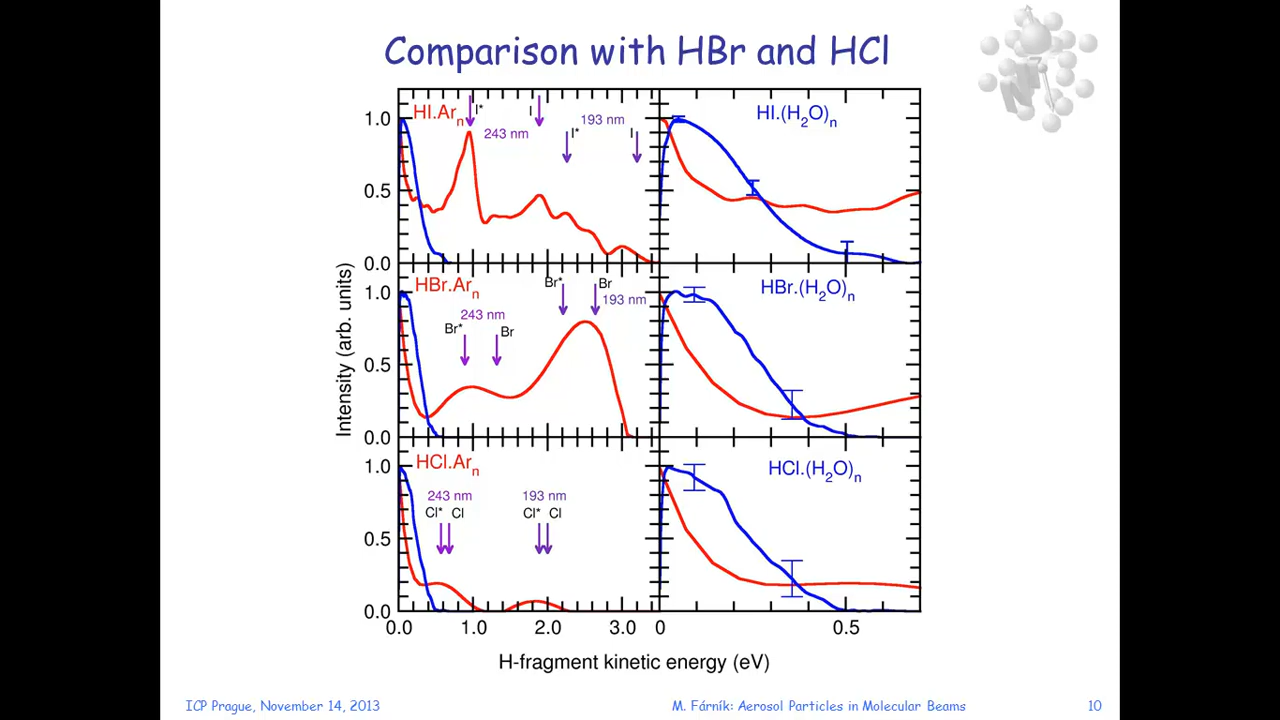 Comparison with HBr and HCl
Intensity (arb. units)
HI.Arn
I*
I
243 nm
193 nm
I*
I
1.0
0.5
0.0
HI.(H2O)n
HBr.Arn
243 nm
Br*
Br
Br*
Br
193 nm
1.0
0.5
0.0
HBr.(H2O)n
HCl.Arn
243 nm
Cl*
Cl
193 nm
Cl*
Cl
1.0
0.5
0.0
HCl.(H2O)n
0.0
1.0
2.0
3.0
0
0.5
H-fragment kinetic energy (eV)
ICP Prague, November 14, 2013
M. Fárník: Aerosol Particles in Molecular Beams
10